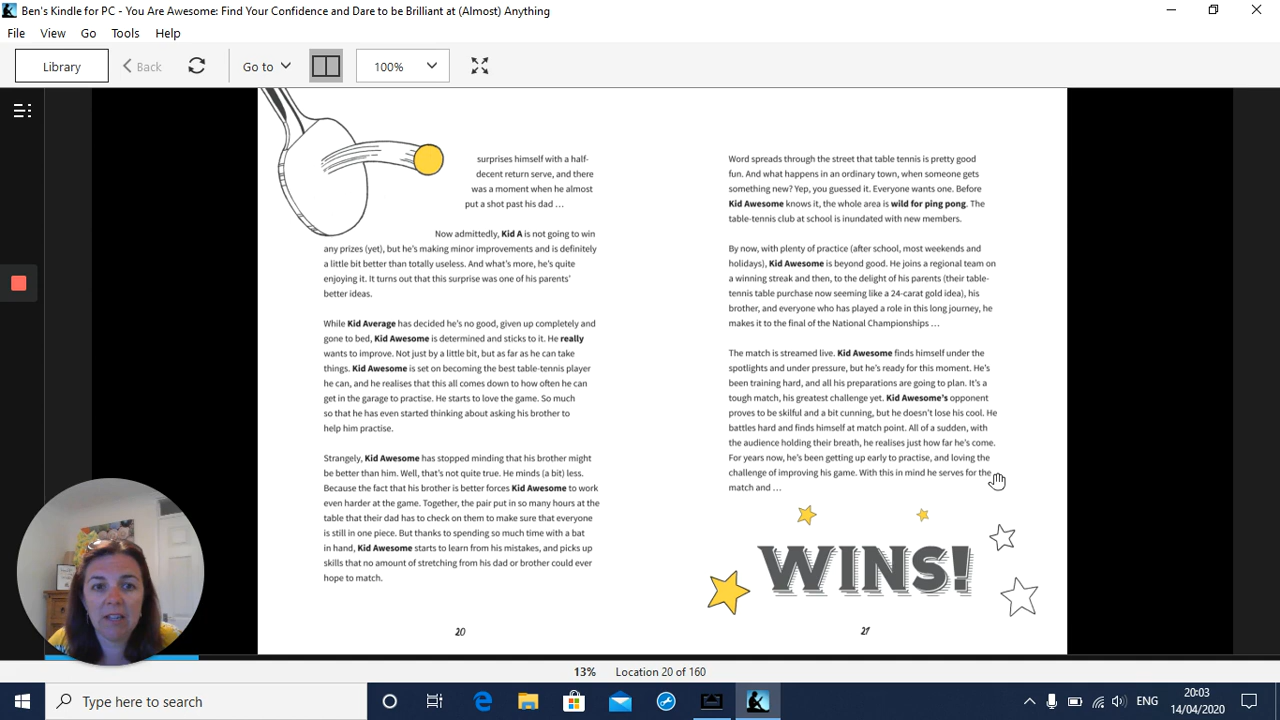 Ben's Kindle for PC - You Are Awesome: Find Your Confidence and Dare to be Brilliant at (Almost) Anything
File View Go Tools Help
Library Back Go to 100%
surprises himself with a half-
decent return serve, and there
was a moment when he almost
put a shot past his dad …
Now admittedly, Kid A is not going to win
any prizes (yet), but he's making minor improvements and is definitely
a little bit better than totally useless. And what's more, he's quite
enjoying it. It turns out that this surprise was one of his parents'
better ideas.
While Kid Average has decided he's no good, given up completely and
gone to bed, Kid Awesome is determined and sticks to it. He really
wants to improve. Not just by a little bit, but as far as he can take
things. Kid Awesome is set on becoming the best table-tennis player
he can, and he realises that this all comes down to how often he can
get in the garage to practise. He starts to love the game. So much
so that he has even started thinking about asking his brother to
help him practise.
Strangely, Kid Awesome has stopped minding that his brother might
be better than him. Well, that's not quite true. He minds (a bit) less.
Because the fact that his brother is better forces Kid Awesome to work
even harder at the game. Together, the pair put in so many hours at the
table that their dad has to check on them to make sure that everyone
is still in one piece. But thanks to spending so much time with a bat
in hand, Kid Awesome starts to learn from his mistakes, and picks up
skills that no amount of stretching from his dad or brother could ever
hope to match.
20
Word spreads through the street that table tennis is pretty good
fun. And what happens in an ordinary town, when someone gets
something new? Yep, you guessed it. Everyone wants one. Before
Kid Awesome knows it, the whole area is wild for ping pong. The
table-tennis club at school is inundated with new members.
By now, with plenty of practice (after school, most weekends and
holidays), Kid Awesome is beyond good. He joins a regional team on
a winning streak and then, to the delight of his parents (their table-
tennis table purchase now seeming like a 24-carat gold idea), his
brother, and everyone who has played a role in this long journey, he
makes it to the final of the National Championships …
The match is streamed live. Kid Awesome finds himself under the
spotlights and under pressure, but he's ready for this moment. He's
been training hard, and all his preparations are going to plan. It's a
tough match, his greatest challenge yet. Kid Awesome's opponent
proves to be skilful and a bit cunning, but he doesn't lose his cool. He
battles hard and finds himself at match point. All of a sudden, with
the audience holding their breath, he realises just how far he's come.
For years now, he's been getting up early to practise, and loving the
challenge of improving his game. With this in mind he serves for the
match and …
WINS!
21
13% Location 20 of 160
Type here to search
ENG
20:03
14/04/2020